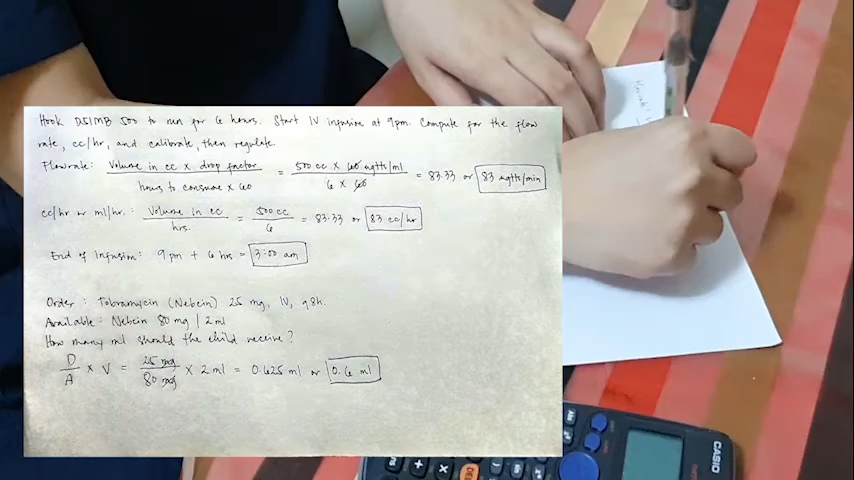 Hook D5IMB 500 to run for 6 hours. Start IV infusion at 9pm. Compute for the flow
rate, cc/hr, and calibrate, then regulate.
Flowrate: Volume in cc x drop factor / hours to consume x 60 = 500 cc x 60 ugtts/ml / 6 x 60 = 83.33 or 83 ugtts/min
cc/hr or ml/hr: Volume in cc / hrs. = 500 cc / 6 = 83.33 or 83 cc/hr
End of Infusion: 9 pm + 6 hrs = 3:00 am
Order: Tobramycin (Nebcin) 25 mg, IV, q8h.
Available: Nebcin 80 mg / 2 ml
How many ml should the child receive?
D / A x V = 25 mg / 80 mg x 2 ml = 0.625 ml or 0.6 ml
CASIO
AC
DEL